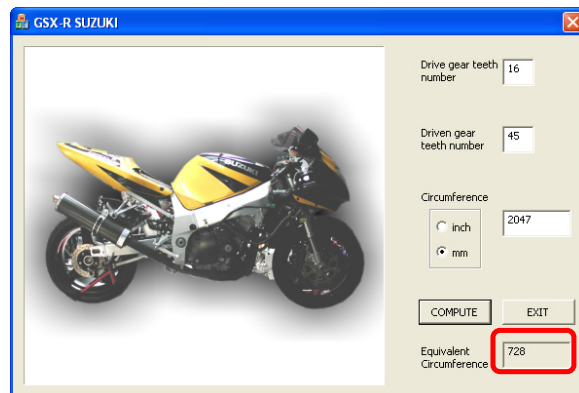 GSX-R SUZUKI
Drive gear teeth
number
16
Driven gear
teeth number
45
Circumference
inch
mm
2047
COMPUTE
EXIT
Equivalent
Circumference
728
SUZUKI